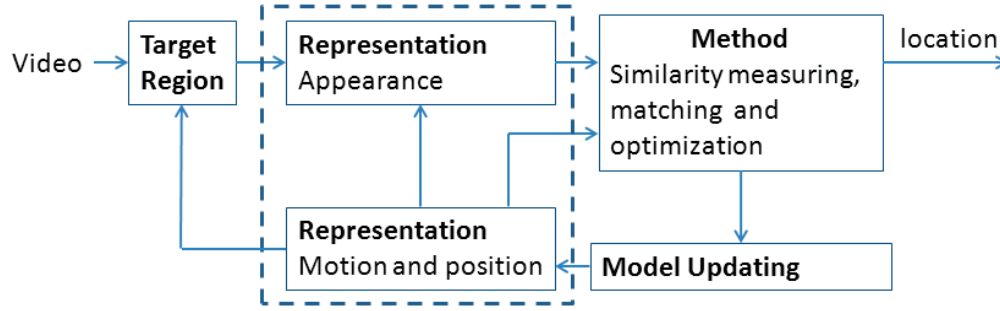 Video
Target
Region
Representation
Appearance
Method
Similarity measuring,
matching and
optimization
location
Representation
Motion and position
Model Updating